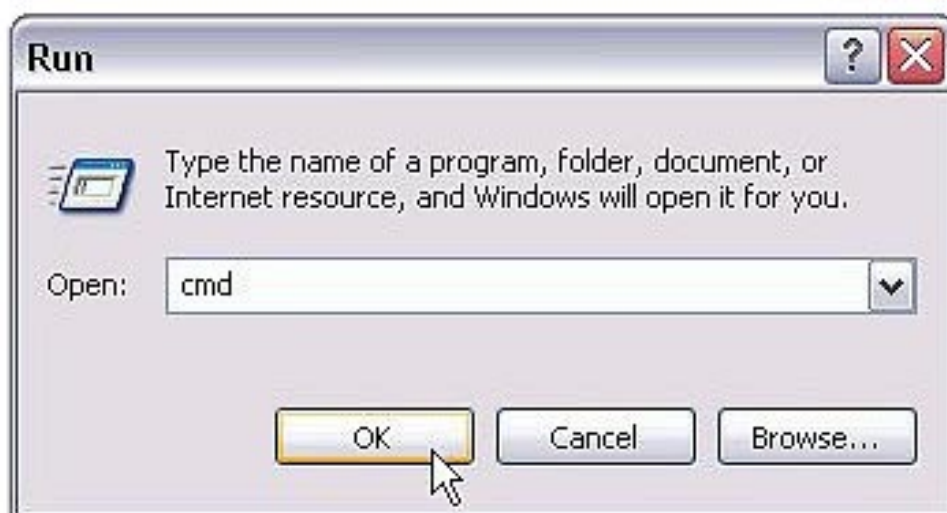 Run
?
Type the name of a program, folder, document, or
Internet resource, and Windows will open it for you.
Open: cmd
OK Cancel Browse...